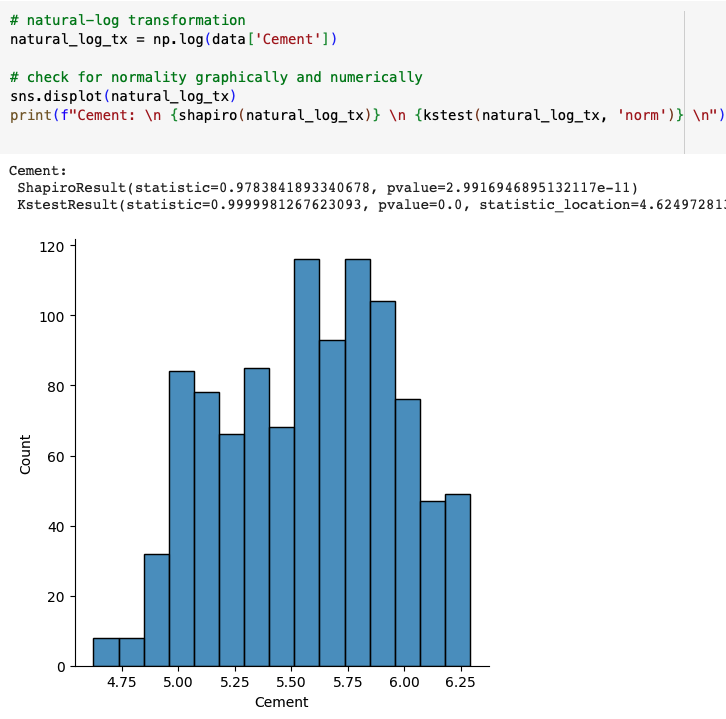 # natural-log transformation
natural_log_tx = np.log(data['Cement'])
# check for normality graphically and numerically
sns.displot(natural_log_tx)
print(f"Cement: \n {shapiro(natural_log_tx)} \n {kstest(natural_log_tx, 'norm')} \n")
Cement:
ShapiroResult(statistic=0.9783841893340678, pvalue=2.9916946895132117e-11)
KstestResult(statistic=0.9999981267623093, pvalue=0.0, statistic_location=4.62497281
120
100
80
60
40
20
0
Count
4.75 5.00 5.25 5.50 5.75 6.00 6.25
Cement